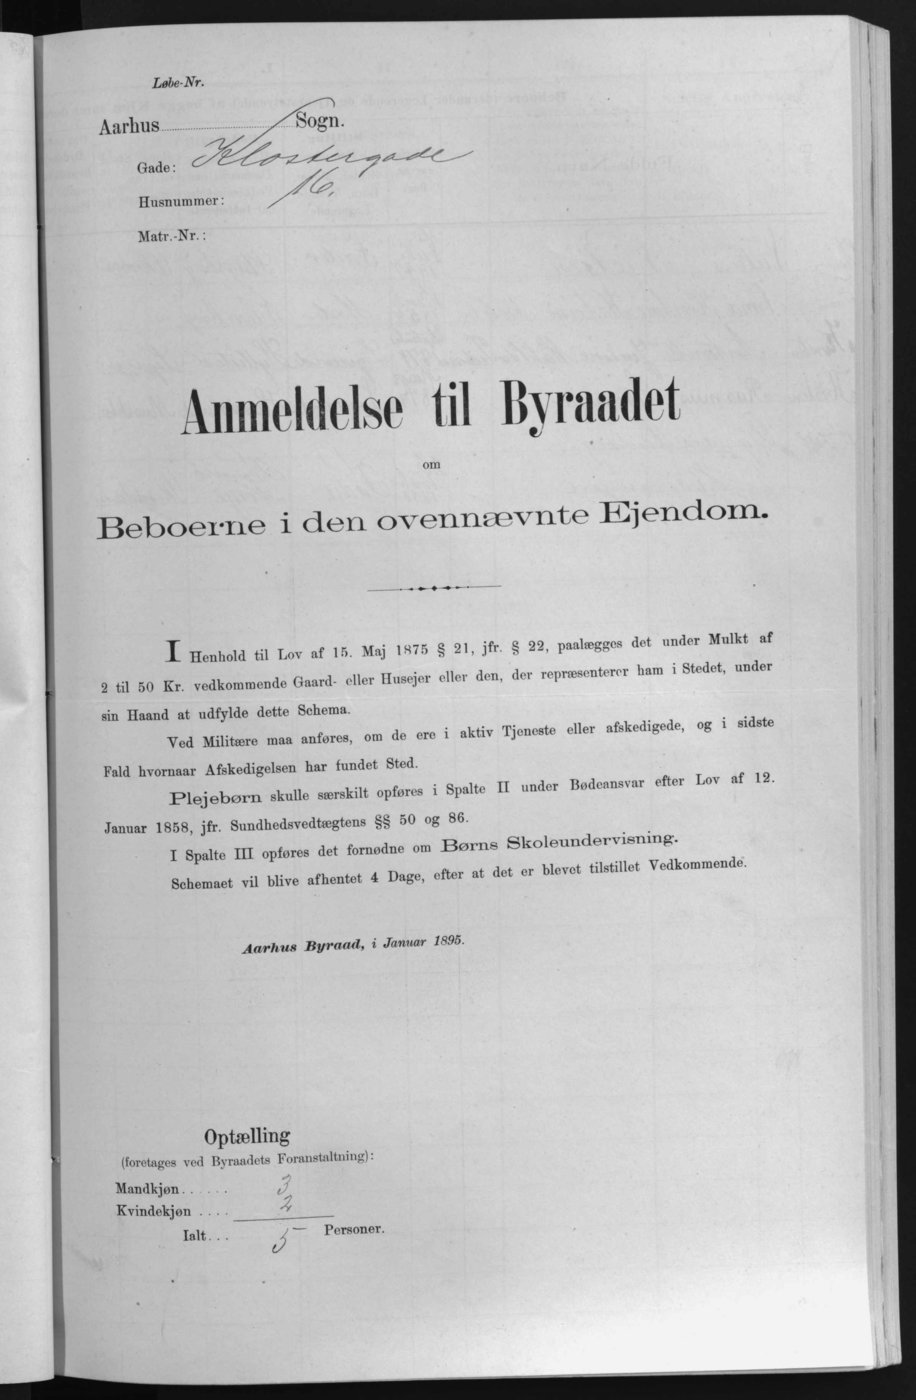 Løbe-Nr.
Aarhus Sogn.
Gade: Klostergade
Husnummer: 16.
Matr.-Nr.:
Anmeldelse til Byraadet
om
Beboerne i den ovennævnte Ejendom.
I Henhold til Lov af 15. Maj 1875 § 21, jfr. § 22, paalægges det under Mulkt af
2 til 50 Kr. vedkommende Gaard- eller Husejer eller den, der repræsenterer ham i Stedet, under
sin Haand at udfylde dette Schema.
Ved Militære maa anføres, om de ere i aktiv Tjeneste eller afskedigede, og i sidste
Fald hvornaar Afskedigelsen har fundet Sted.
Plejebørn skulle særskilt opføres i Spalte II under Bødeansvar efter Lov af 12.
Januar 1858, jfr. Sundhedsvedtægtens §§ 50 og 86.
I Spalte III opføres det fornødne om Børns Skoleundervisning.
Schemaet vil blive afhentet 4 Dage, efter at det er blevet tilstillet Vedkommende.
Aarhus Byraad, i Januar 1895.
Optælling
(foretages ved Byraadets Foranstaltning):
Mandkjøn...... 3
Kvindekjøn .... 2
Ialt... 5 Personer.